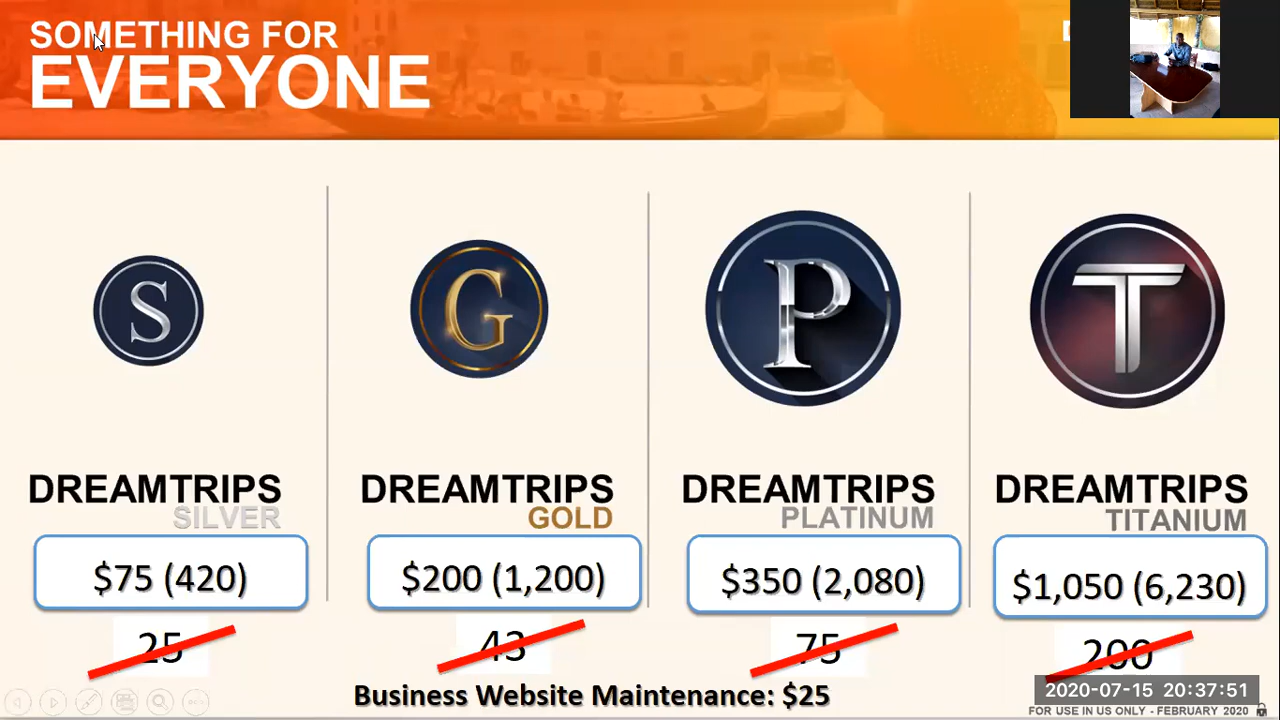 SOMETHING FOR
EVERYONE
S
G
P
T
DREAMTRIPS
SILVER
DREAMTRIPS
GOLD
DREAMTRIPS
PLATINUM
DREAMTRIPS
TITANIUM
$75 (420)
$200 (1,200)
$350 (2,080)
$1,050 (6,230)
25
43
75
200
Business Website Maintenance: $25
2020-07-15 20:37:51
FOR USE IN US ONLY - FEBRUARY 2020